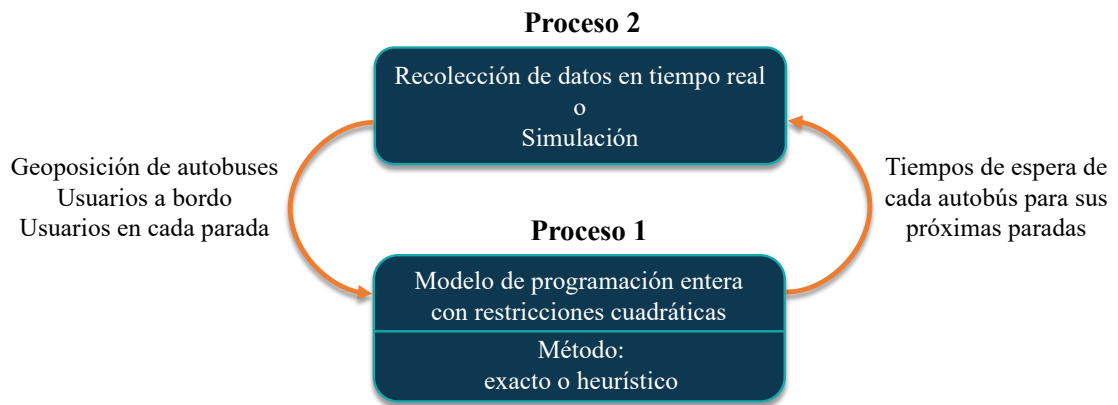 Proceso 2
Recolección de datos en tiempo real
o
Simulación
Geoposición de autobuses
Usuarios a bordo
Usuarios en cada parada
Tiempos de espera de
cada autobús para sus
próximas paradas
Proceso 1
Modelo de programación entera
con restricciones cuadráticas
Método:
exacto o heurístico